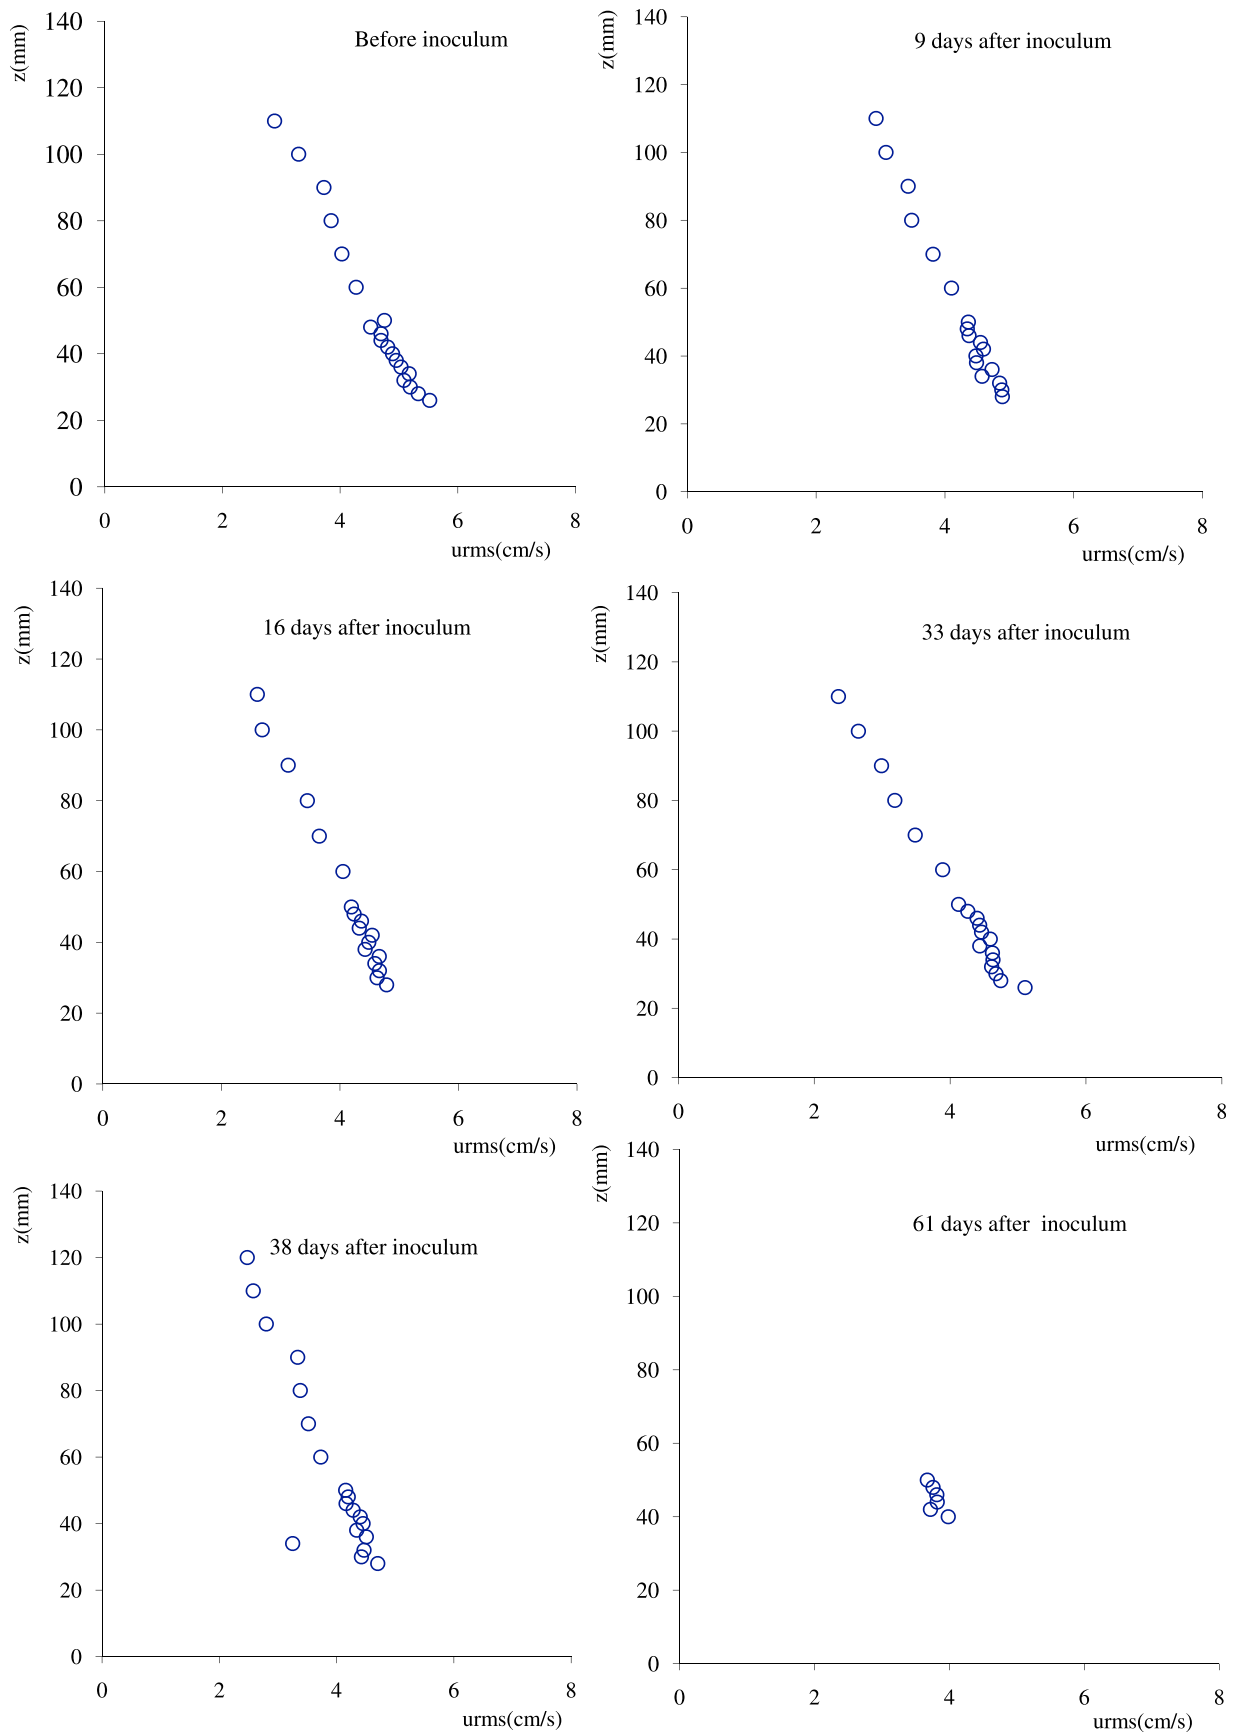 Before inoculum
z(mm)
140
120
100
80
60
40
20
0
0 2 4 6 8
urms(cm/s)
9 days after inoculum
z(mm)
140
120
100
80
60
40
20
0
0 2 4 6 8
urms(cm/s)
16 days after inoculum
z(mm)
140
120
100
80
60
40
20
0
0 2 4 6 8
urms(cm/s)
33 days after inoculum
z(mm)
140
120
100
80
60
40
20
0
0 2 4 6 8
urms(cm/s)
38 days after inoculum
z(mm)
140
120
100
80
60
40
20
0
0 2 4 6 8
urms(cm/s)
61 days after  inoculum
z(mm)
140
120
100
80
60
40
20
0
0 2 4 6 8
urms(cm/s)